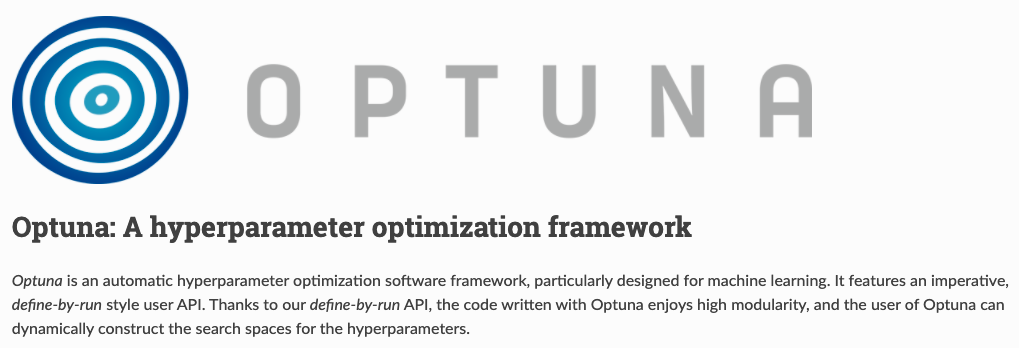 OPTUNA
Optuna: A hyperparameter optimization framework
Optuna is an automatic hyperparameter optimization software framework, particularly designed for machine learning. It features an imperative,
define-by-run style user API. Thanks to our define-by-run API, the code written with Optuna enjoys high modularity, and the user of Optuna can
dynamically construct the search spaces for the hyperparameters.